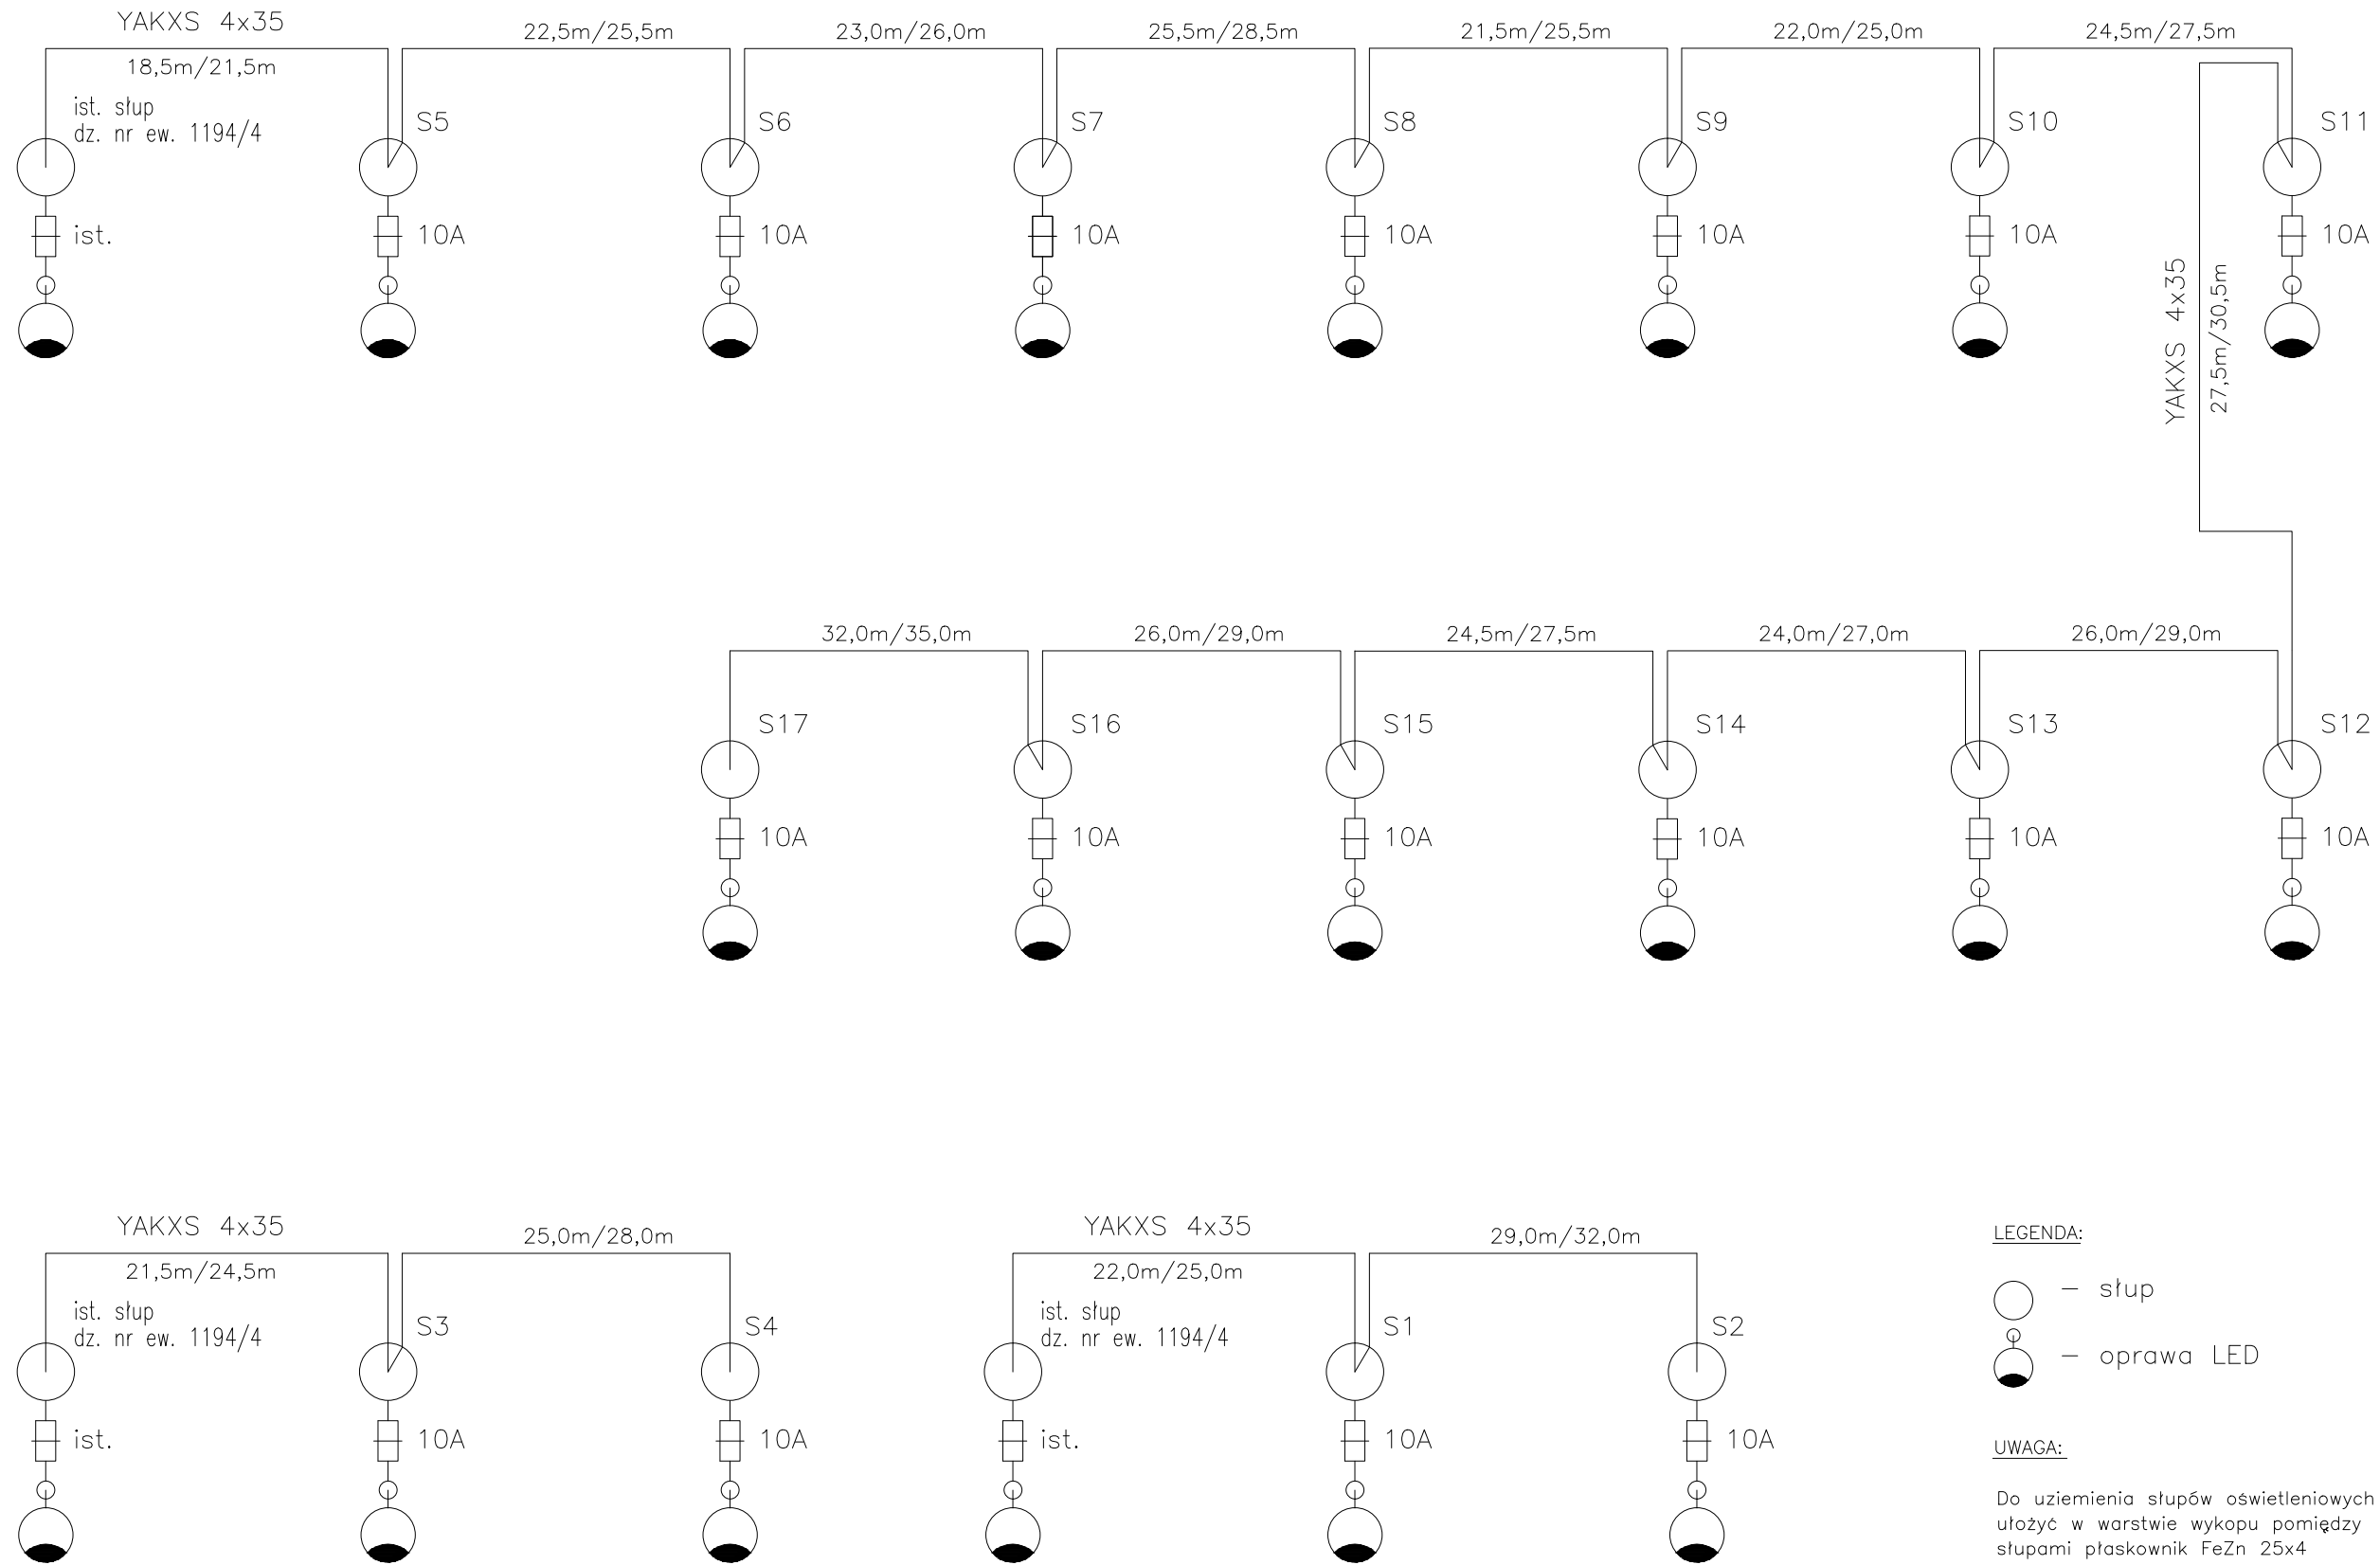 YAKXS 4x35
18,5m/21,5m
22,5m/25,5m
23,0m/26,0m
25,5m/28,5m
21,5m/25,5m
22,0m/25,0m
24,5m/27,5m
ist. słup
dz. nr ew. 1194/4
S5
S6
S7
S8
S9
S10
S11
ist.
10A
10A
10A
10A
10A
10A
10A
YAKXS 4x35
27,5m/30,5m
32,0m/35,0m
26,0m/29,0m
24,5m/27,5m
24,0m/27,0m
26,0m/29,0m
S17
S16
S15
S14
S13
S12
10A
10A
10A
10A
10A
10A
YAKXS 4x35
21,5m/24,5m
25,0m/28,0m
ist. słup
dz. nr ew. 1194/4
S3
S4
ist.
10A
10A
YAKXS 4x35
22,0m/25,0m
29,0m/32,0m
ist. słup
dz. nr ew. 1194/4
S1
S2
ist.
10A
10A
LEGENDA:
– słup
– oprawa LED
UWAGA:
Do uziemienia słupów oświetleniowych
ułożyć w warstwie wykopu pomiędzy
słupami płaskownik FeZn 25x4